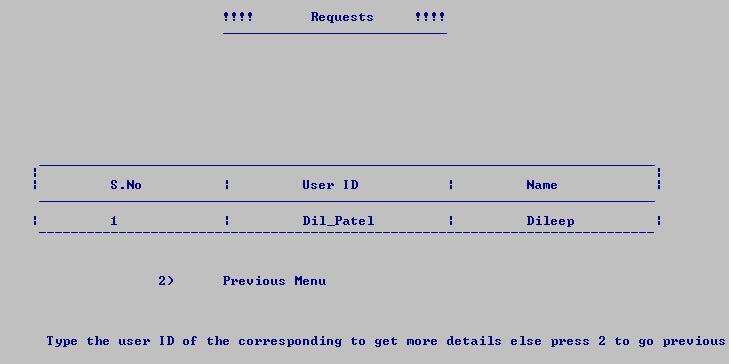 !!!! Requests !!!!
S.No ¦ User ID ¦ Name
1 ¦ Dil_Patel ¦ Dileep
2) Previous Menu
Type the user ID of the corresponding to get more details else press 2 to go previous